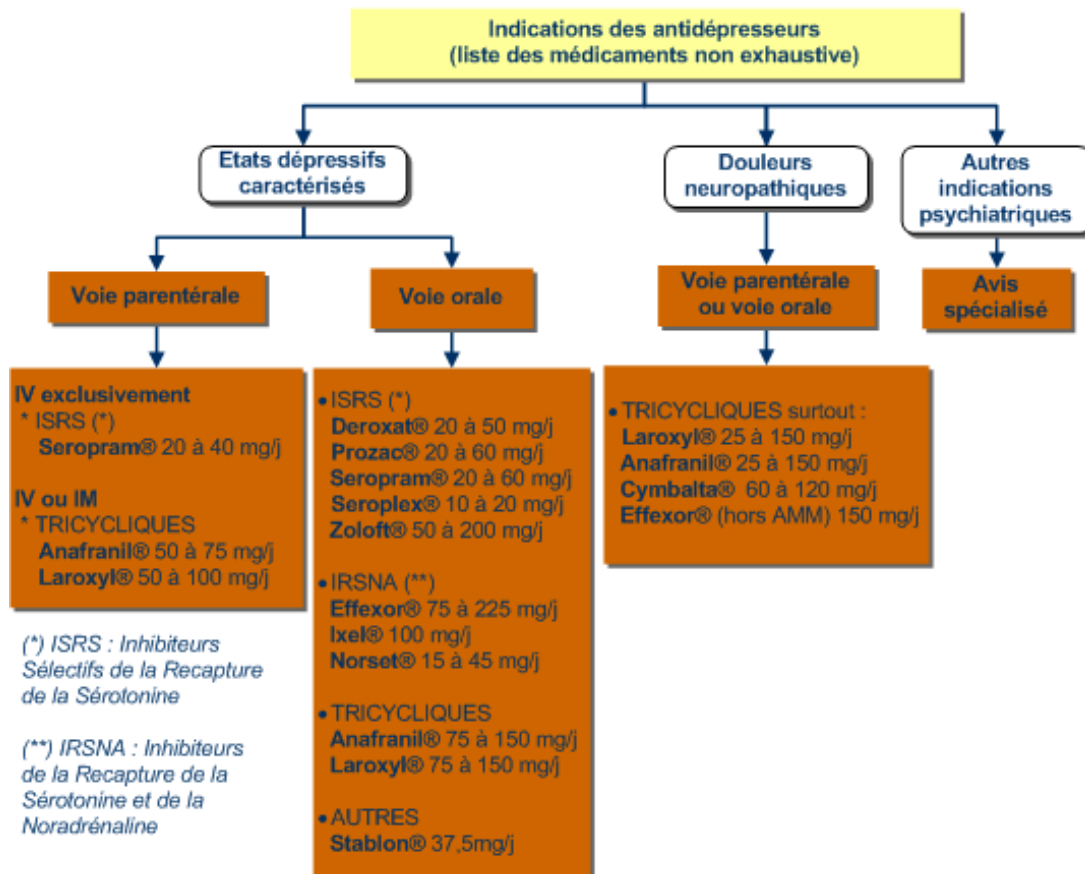 Indications des antidépresseurs
(liste des médicaments non exhaustive)
Etats dépressifs
caractérisés
Douleurs
neuropathiques
Autres
indications
psychiatriques
Voie parentérale
Voie orale
Voie parentérale
ou voie orale
Avis
spécialisé
IV exclusivement
* ISRS (*)
Seropram® 20 à 40 mg/j
IV ou IM
* TRICYCLIQUES
Anafranil® 50 à 75 mg/j
Laroxyl® 50 à 100 mg/j
• ISRS (*)
Deroxat® 20 à 50 mg/j
Prozac® 20 à 60 mg/j
Seropram® 20 à 60 mg/j
Seroplex® 10 à 20 mg/j
Zoloft® 50 à 200 mg/j
• IRSNA (**)
Effexor® 75 à 225 mg/j
Ixel® 100 mg/j
Norset® 15 à 45 mg/j
• TRICYCLIQUES
Anafranil® 75 à 150 mg/j
Laroxyl® 75 à 150 mg/j
• AUTRES
Stablon® 37,5mg/j
• TRICYCLIQUES surtout :
Laroxyl® 25 à 150 mg/j
Anafranil® 25 à 150 mg/j
Cymbalta® 60 à 120 mg/j
Effexor® (hors AMM) 150 mg/j
(*) ISRS : Inhibiteurs
Sélectifs de la Recapture
de la Sérotonine
(**) IRSNA : Inhibiteurs
de la Recapture de la
Sérotonine et de la
Noradrénaline